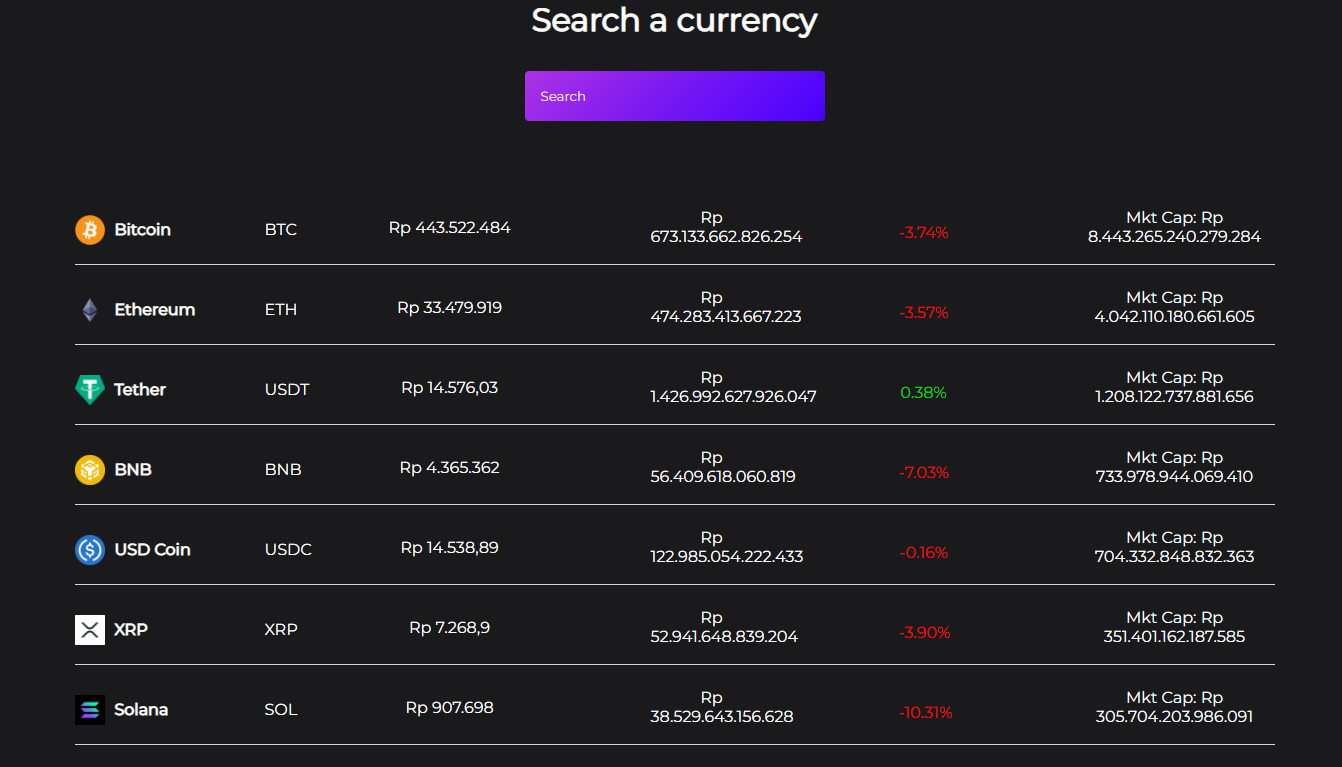 Search a currency
Search
Bitcoin BTC Rp 443.522.484 Rp 673.133.662.826.254 -3.74% Mkt Cap: Rp 8.443.265.240.279.284
Ethereum ETH Rp 33.479.919 Rp 474.283.413.667.223 -3.57% Mkt Cap: Rp 4.042.110.180.661.605
Tether USDT Rp 14.576,03 Rp 1.426.992.627.926.047 0.38% Mkt Cap: Rp 1.208.122.737.881.656
BNB BNB Rp 4.365.362 Rp 56.409.618.060.819 -7.03% Mkt Cap: Rp 733.978.944.069.410
USD Coin USDC Rp 14.538,89 Rp 122.985.054.222.433 -0.16% Mkt Cap: Rp 704.332.848.832.363
XRP XRP Rp 7.268,9 Rp 52.941.648.839.204 -3.90% Mkt Cap: Rp 351.401.162.187.585
Solana SOL Rp 907.698 Rp 38.529.643.156.628 -10.31% Mkt Cap: Rp 305.704.203.986.091